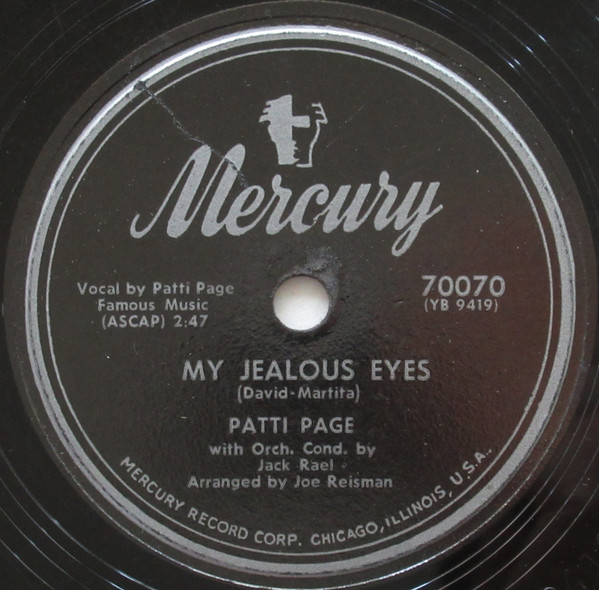 Mercury
Vocal by Patti Page
Famous Music
(ASCAP) 2:47
70070
(YB 9419)
MY JEALOUS EYES
(David-Martita)
PATTI PAGE
with Orch. Cond. by
Jack Rael
Arranged by Joe Reisman
MERCURY RECORD CORP. CHICAGO, ILLINOIS, U.S.A.